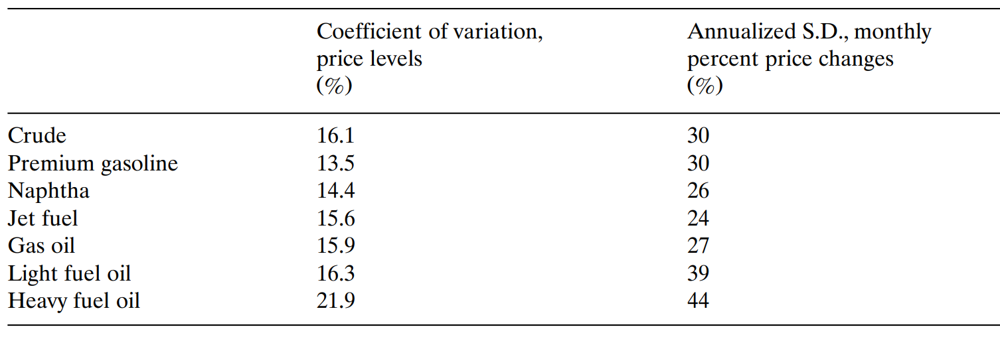 Coefficient of variation, Annualized S.D., monthly
price levels percent price changes
(%) (%)
Crude 16.1 30
Premium gasoline 13.5 30
Naphtha 14.4 26
Jet fuel 15.6 24
Gas oil 15.9 27
Light fuel oil 16.3 39
Heavy fuel oil 21.9 44